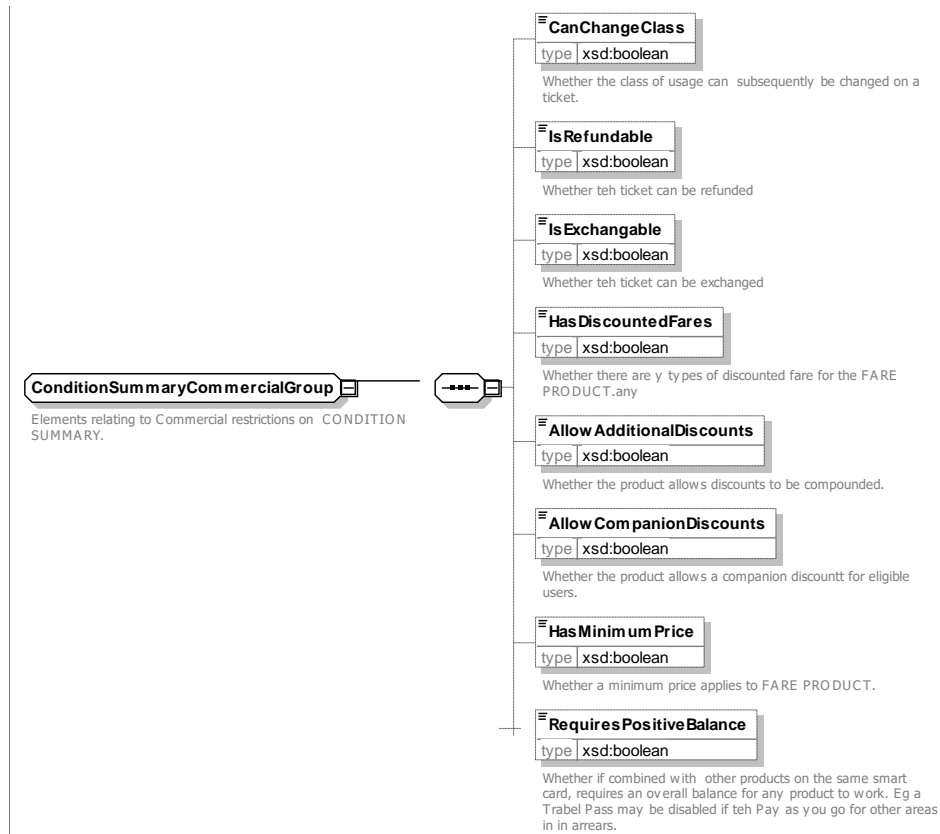 CanChangeClass
type xsd:boolean
Whether the class of usage can subsequently be changed on a
ticket.
IsRefundable
type xsd:boolean
Whether teh ticket can be refunded
IsExchangable
type xsd:boolean
Whether teh ticket can be exchanged
HasDiscountedFares
type xsd:boolean
Whether there are y types of discounted fare for the FARE
PRODUCT.any
ConditionSummaryCommercialGroup
Elements relating to Commercial restrictions on CONDITION
SUMMARY.
AllowAdditionalDiscounts
type xsd:boolean
Whether the product allows discounts to be compounded.
AllowCompanionDiscounts
type xsd:boolean
Whether the product allows a companion discountt for eligible
users.
HasMinimumPrice
type xsd:boolean
Whether a minimum price applies to FARE PRODUCT.
RequiresPositiveBalance
type xsd:boolean
Whether if combined with other products on the same smart
card, requires an overall balance for any product to work. Eg a
Trabel Pass may be disabled if teh Pay as you go for other areas
in in arrears.